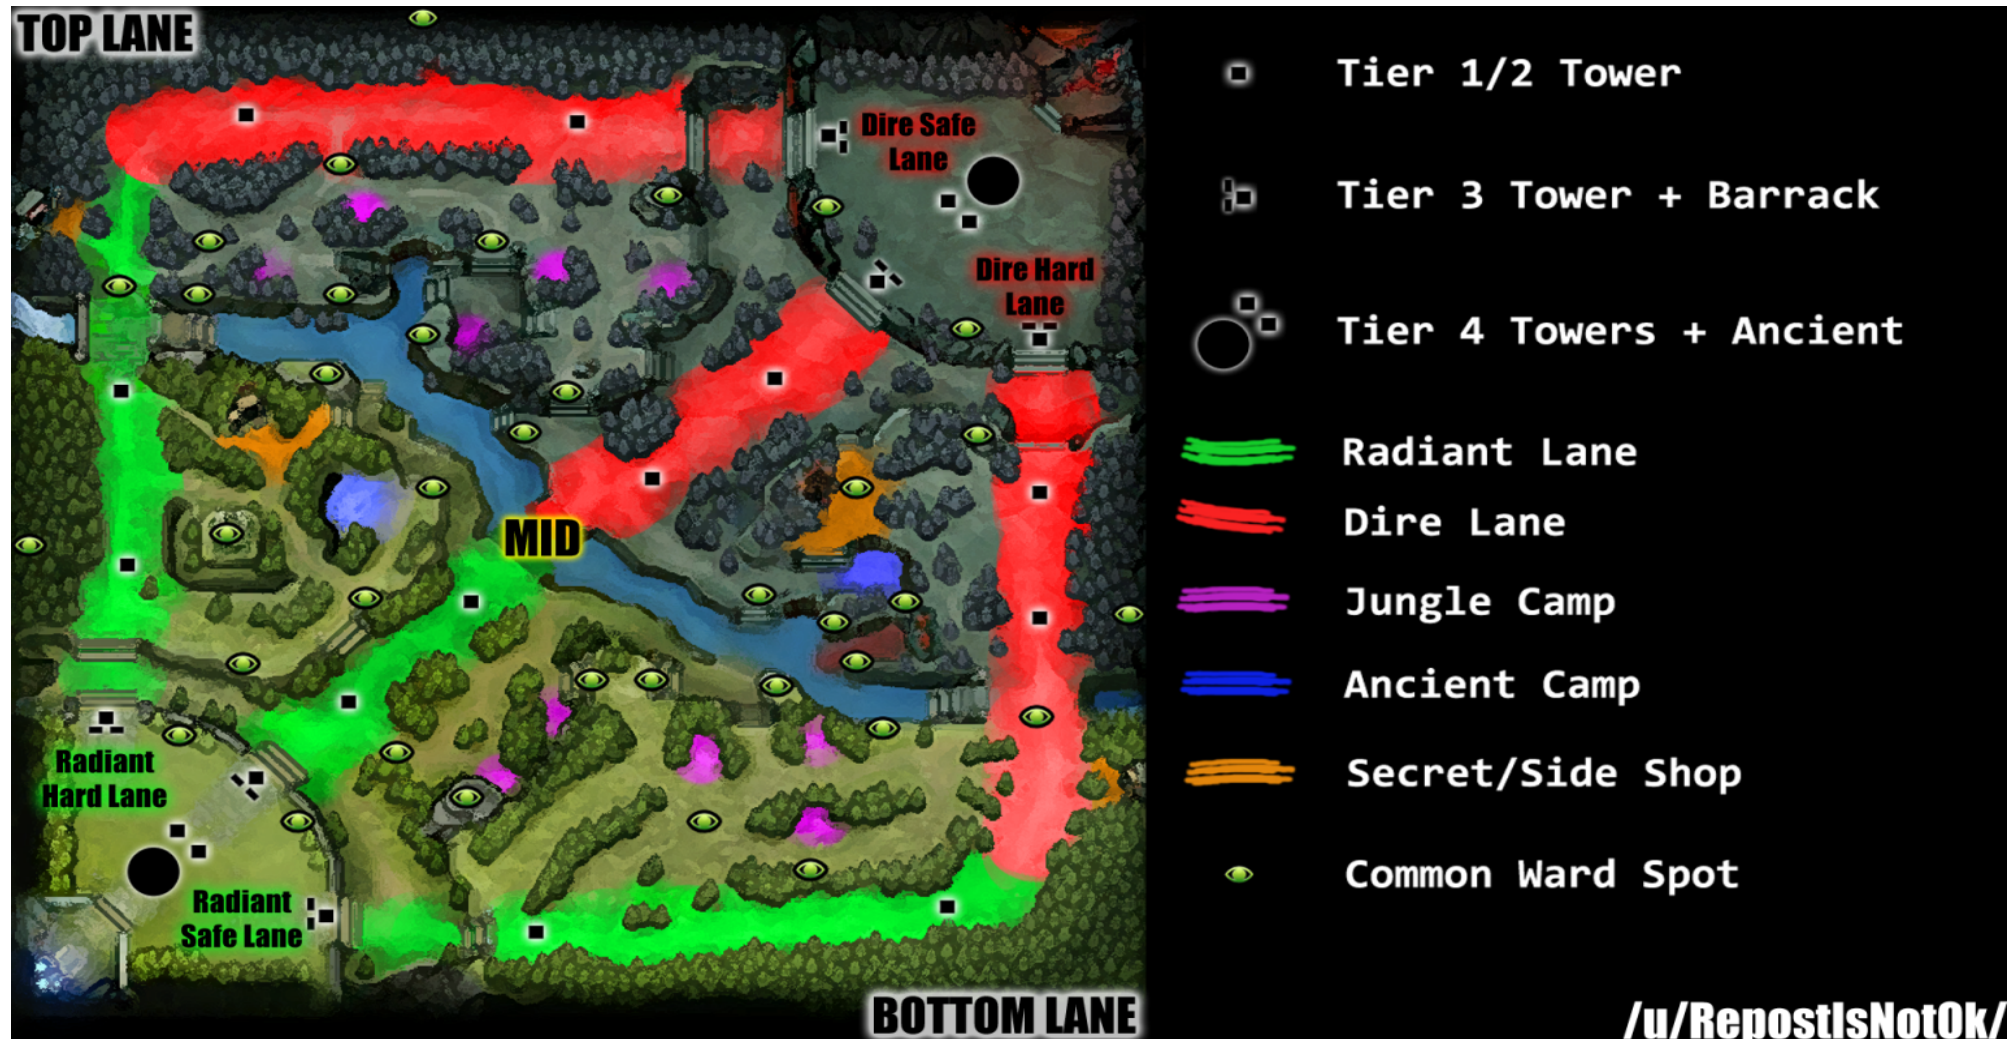 TOP LANE
Dire Safe
Lane
Dire Hard
Lane
MID
Radiant
Hard Lane
Radiant
Safe Lane
BOTTOM LANE
Tier 1/2 Tower
Tier 3 Tower + Barrack
Tier 4 Towers + Ancient
Radiant Lane
Dire Lane
Jungle Camp
Ancient Camp
Secret/Side Shop
Common Ward Spot
/u/RepostIsNotOk/